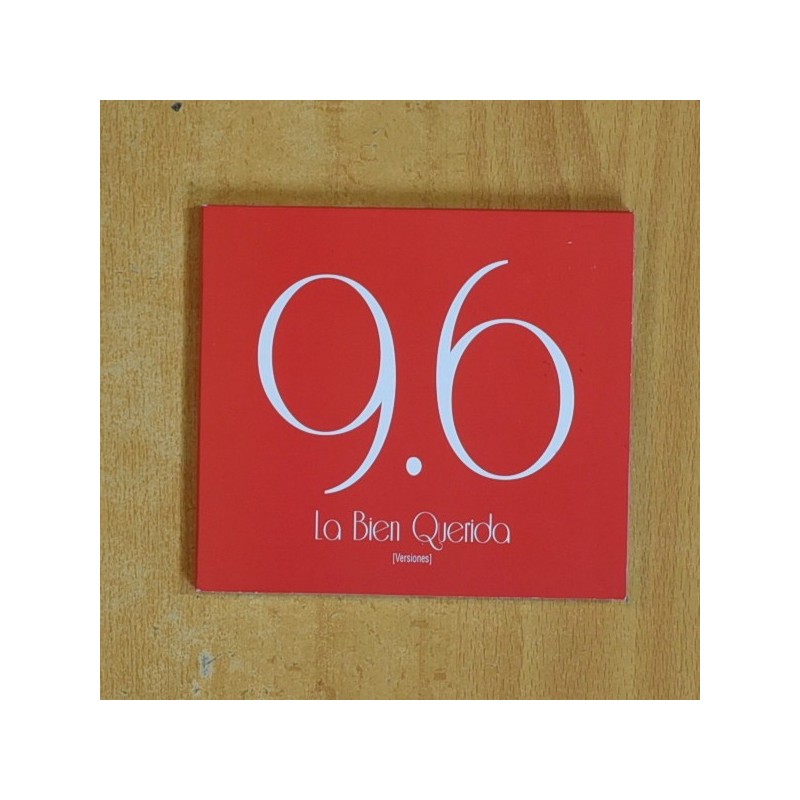 9.6
La Bien Querida
[Versiones]